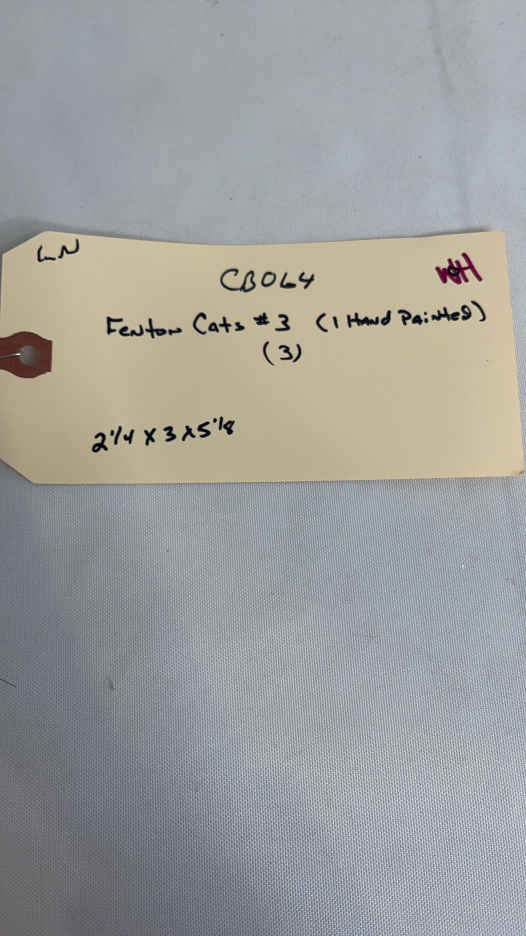 LN
CB064
WH
Fenton Cats #3 (1 Hand Painted)
(3)
2 1/4 x 3 x 5 1/8